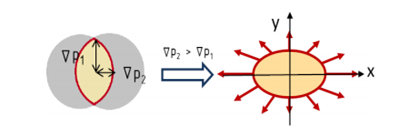 ∇p₁
∇p₂
∇p₂ > ∇p₁
y
x